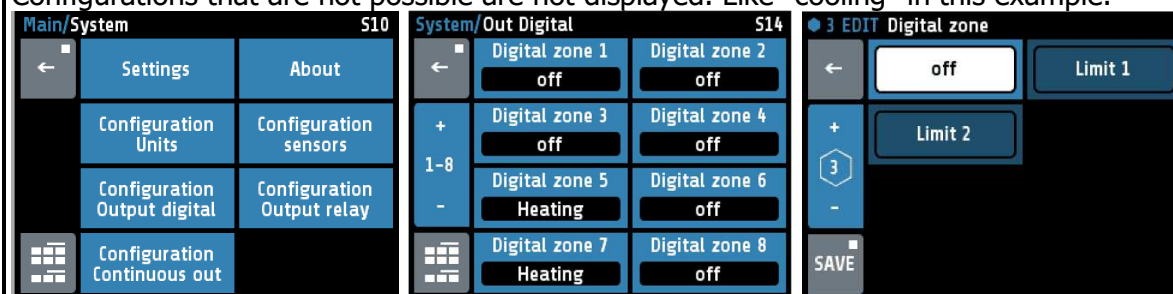 Configurations that are not possible are not displayed. Like "cooling" in this example.
Main/System S10
← Settings About
Configuration Units
Configuration sensors
Configuration Output digital
Configuration Output relay
Configuration Continuous out
System/Out Digital S14
←
Digital zone 1
off
Digital zone 2
off
+
1-8
-
Digital zone 3
off
Digital zone 4
off
Digital zone 5
Heating
Digital zone 6
off
Digital zone 7
Heating
Digital zone 8
off
3 EDIT Digital zone
← off Limit 1
+
3
-
Limit 2
SAVE